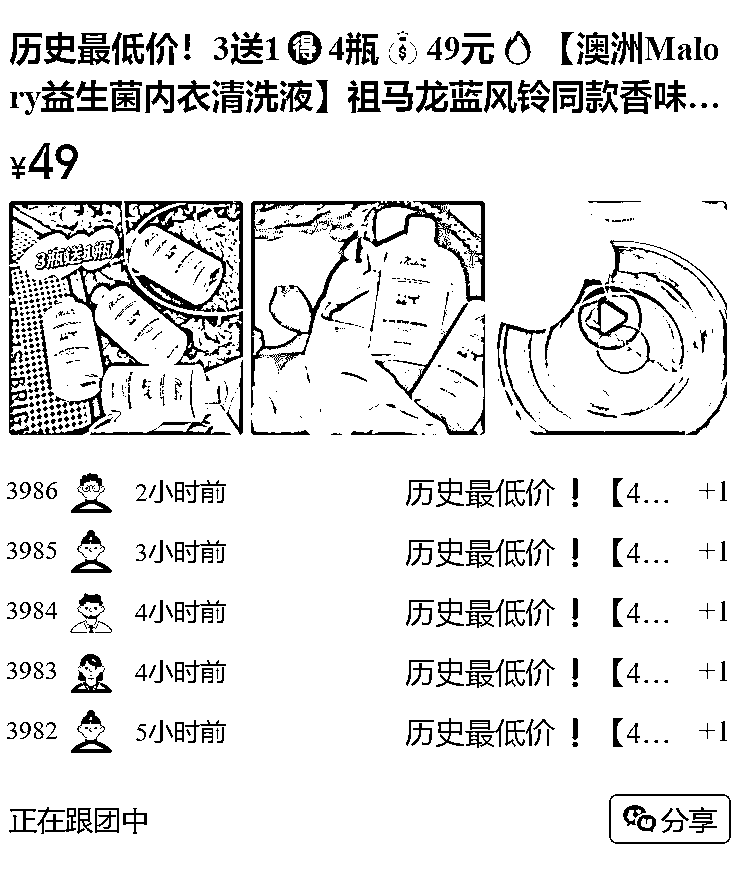 历史最低价！3送1得4瓶💰49元🔥【澳洲Malo
ry益生菌内衣清洗液】祖马龙蓝风铃同款香味…
¥49
3瓶送1瓶
3986 2小时前 历史最低价❗【4… +1
3985 3小时前 历史最低价❗【4… +1
3984 4小时前 历史最低价❗【4… +1
3983 4小时前 历史最低价❗【4… +1
3982 5小时前 历史最低价❗【4… +1
正在跟团中 分享